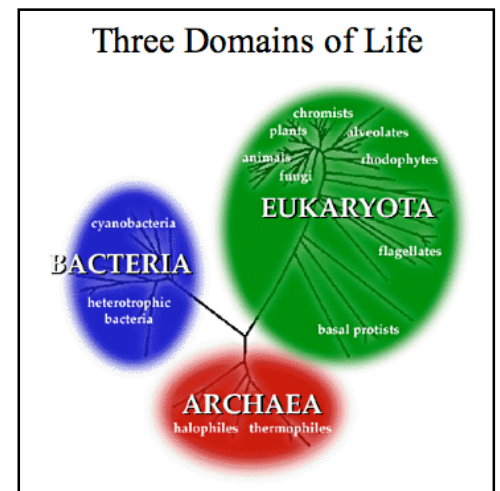 Three Domains of Life
chromists
plants
alveolates
animals
rhodophytes
fungi
EUKARYOTA
flagellates
basal protists
cyanobacteria
BACTERIA
heterotrophic
bacteria
ARCHAEA
halophiles thermophiles